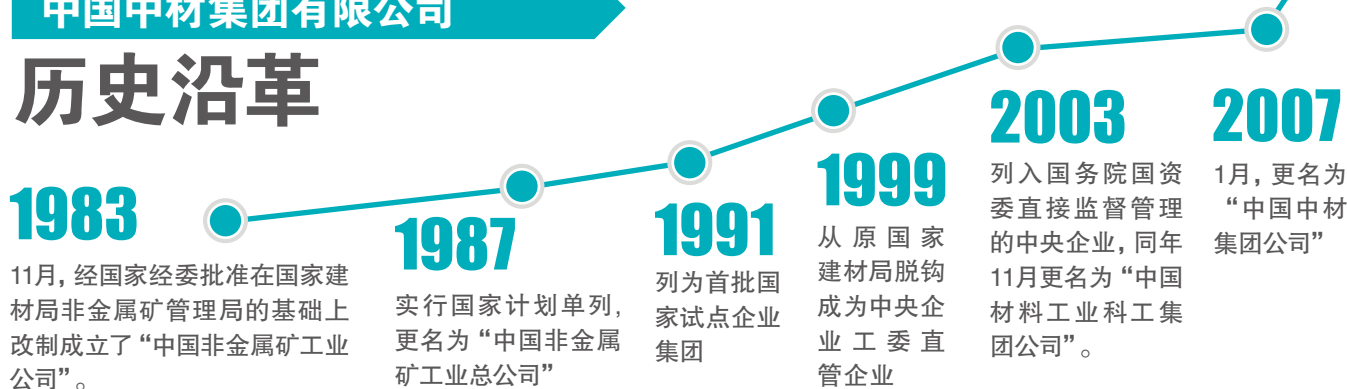 中国中材集团有限公司
历史沿革
1983
11月，经国家经委批准在国家建
材局非金属矿管理局的基础上
改制成立了“中国非金属矿工业
公司”。
1987
实行国家计划单列，
更名为“中国非金属
矿工业总公司”
1991
列为首批国
家试点企业
集团
1999
从原国家
建材局脱钩
成为中央企
业工委直
管企业
2003
列入国务院国资
委直接监督管理
的中央企业，同年
11月更名为“中国
材料工业科工集
团公司”。
2007
1月，更名为
“中国中材
集团公司”